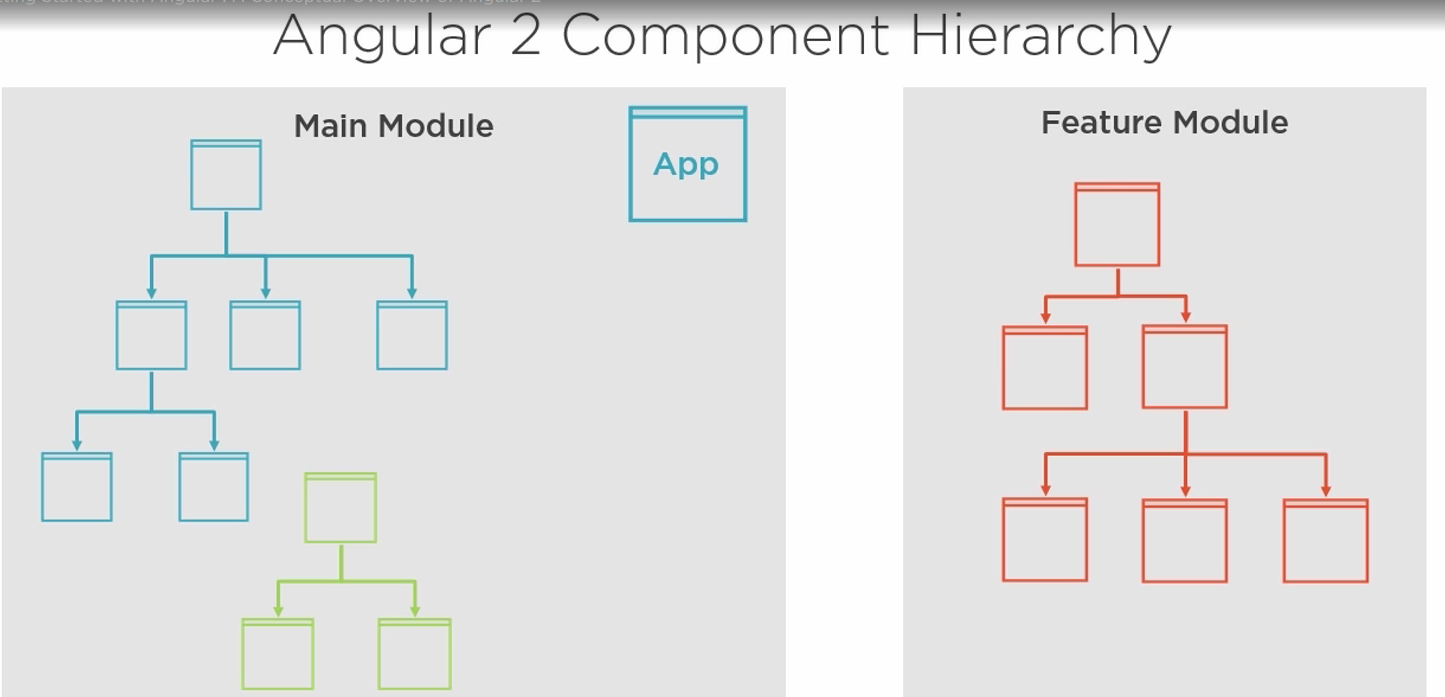 Angular 2 Component Hierarchy
Main Module
App
Feature Module